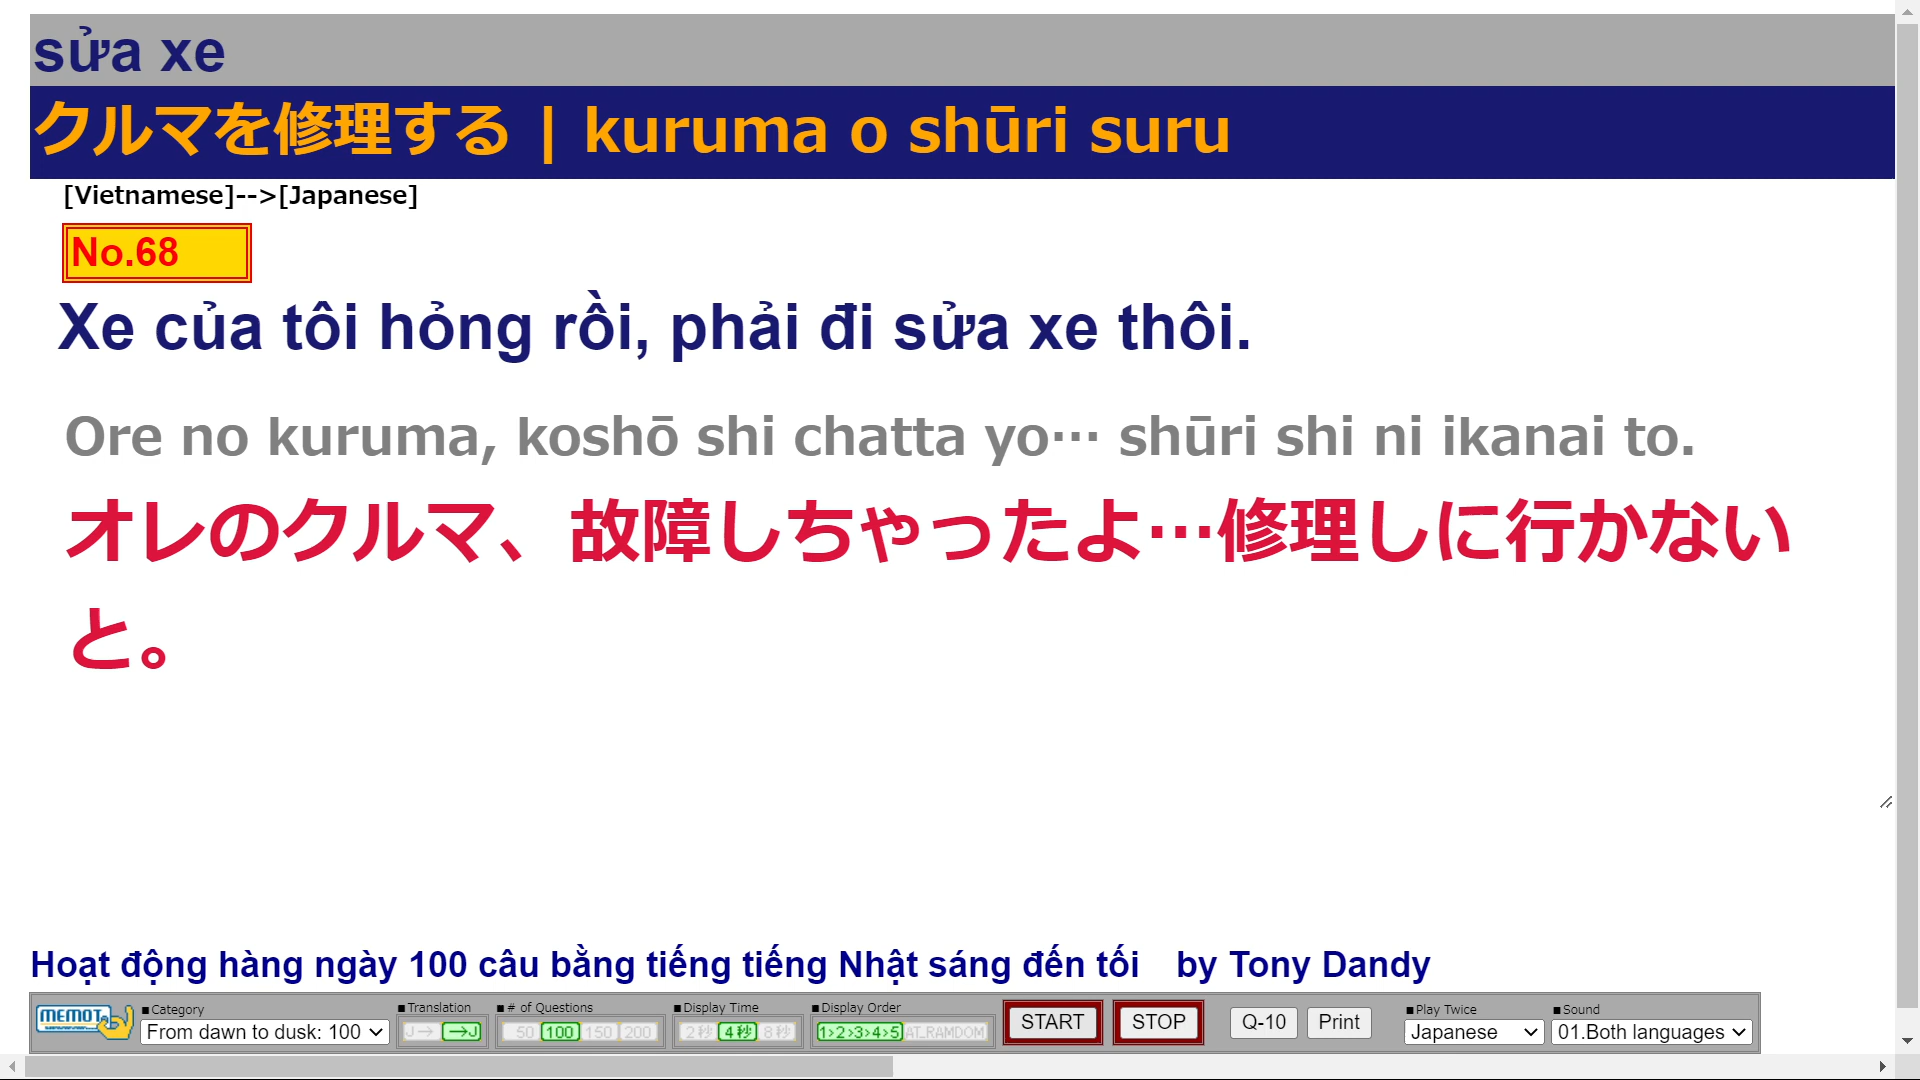 sửa xe
クルマを修理する | kuruma o shūri suru
[Vietnamese]-->[Japanese]
No.68
Xe của tôi hỏng rồi, phải đi sửa xe thôi.
Ore no kuruma, koshō shi chatta yo… shūri shi ni ikanai to.
オレのクルマ、故障しちゃったよ…修理しに行かない
と。
Hoạt động hàng ngày 100 câu bằng tiếng tiếng Nhật sáng đến tối　by Tony Dandy
■Category ■Translation ■# of Questions ■Display Time ■Display Order ■Play Twice ■Sound
MEMOT From dawn to dusk: 100 J→ →J 50 100 150 200 2秒 4秒 8秒 1>2>3>4>5 AT_RAMDOM START STOP Q-10 Print Japanese 01.Both languages